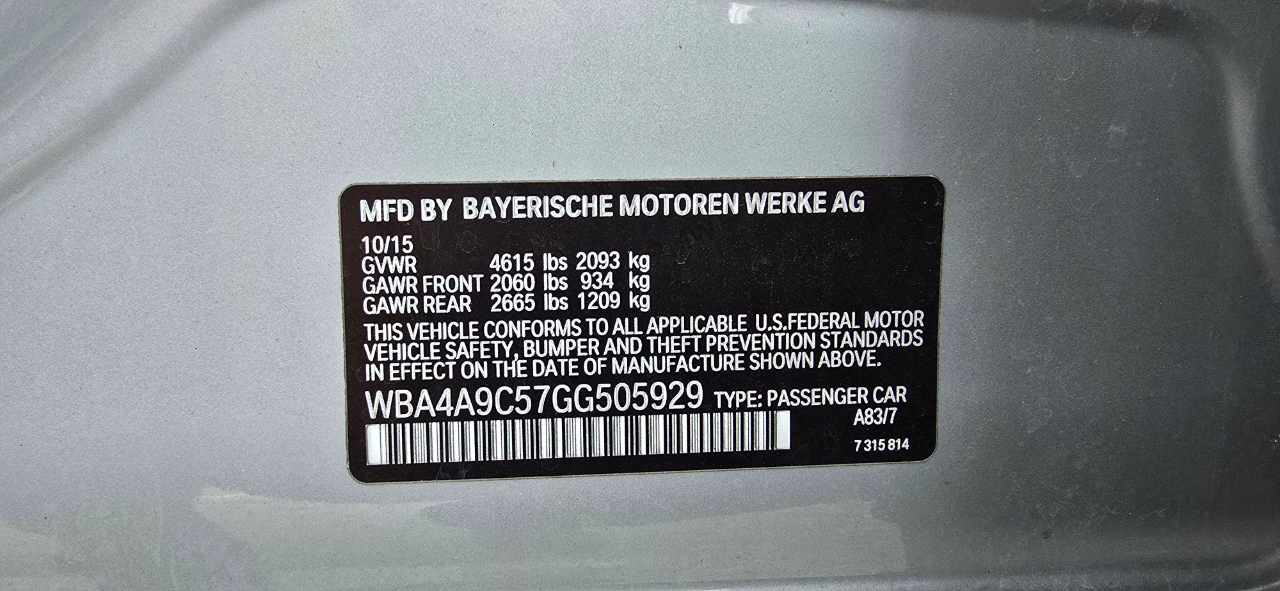 MFD BY BAYERISCHE MOTOREN WERKE AG
10/15
GVWR 4615 lbs 2093 kg
GAWR FRONT 2060 lbs 934 kg
GAWR REAR 2665 lbs 1209 kg
THIS VEHICLE CONFORMS TO ALL APPLICABLE U.S.FEDERAL MOTOR
VEHICLE SAFETY, BUMPER AND THEFT PREVENTION STANDARDS
IN EFFECT ON THE DATE OF MANUFACTURE SHOWN ABOVE.
WBA4A9C57GG505929 TYPE: PASSENGER CAR
A83/7
7 315 814